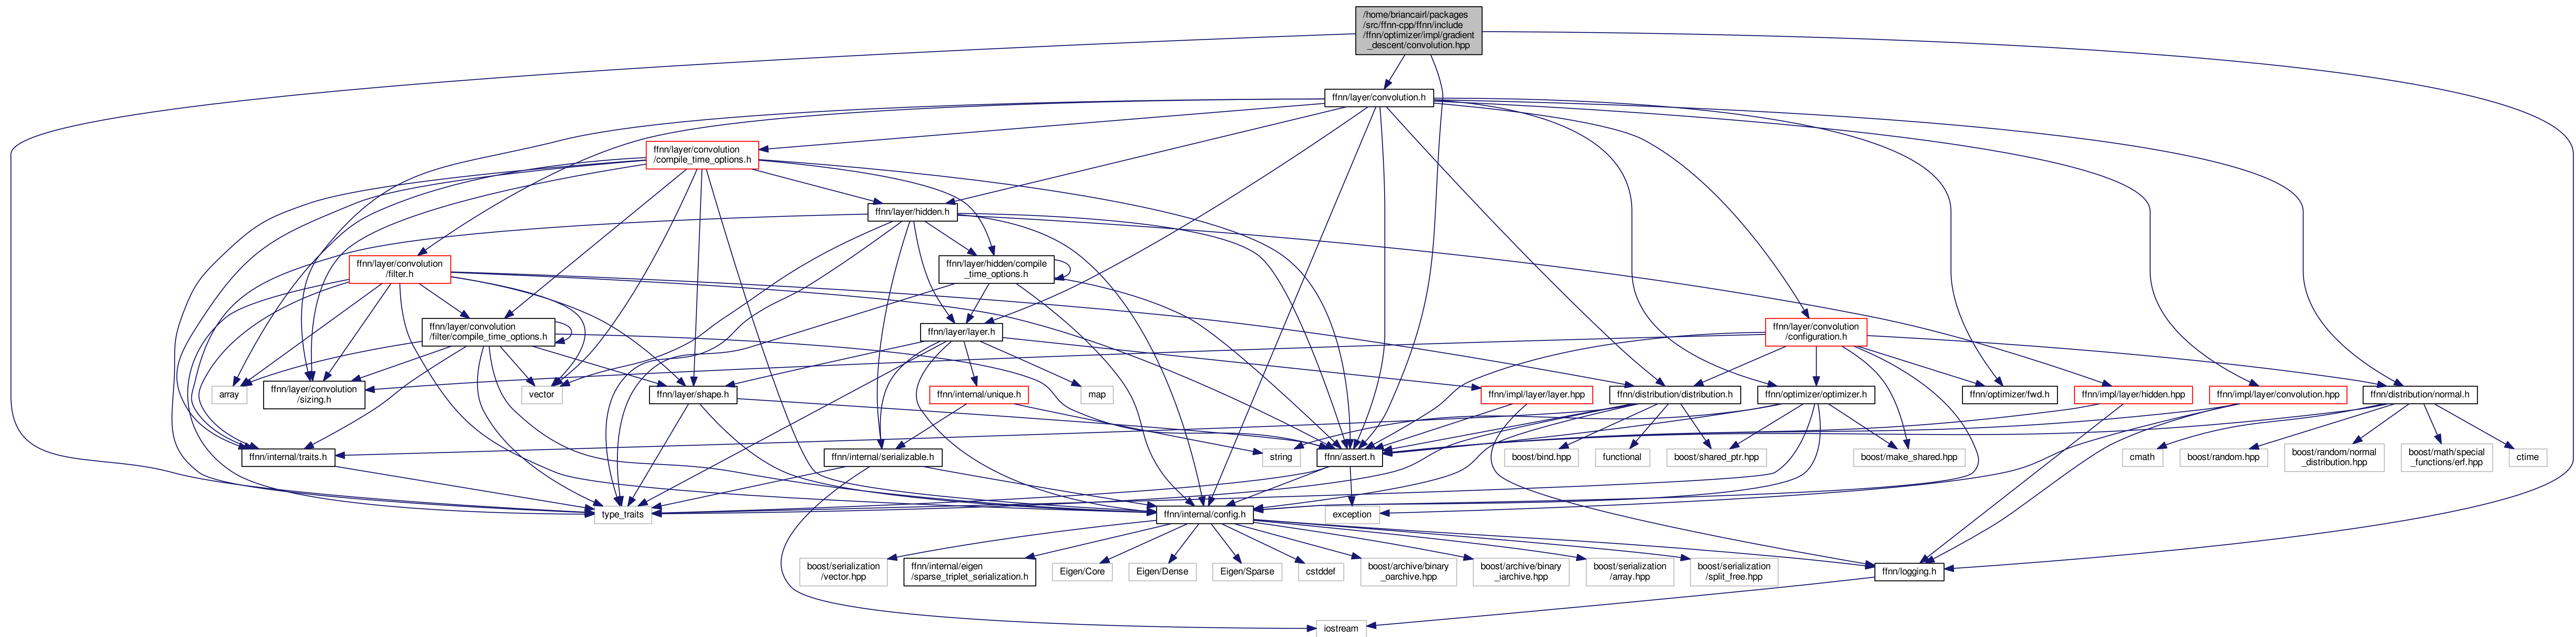 /home/briancairl/packages
/src/ffnn-cpp/ffnn/include
/ffnn/optimizer/impl/gradient
_descent/convolution.hpp
ffnn/layer/convolution.h
ffnn/layer/convolution
/compile_time_options.h
ffnn/layer/hidden.h
ffnn/layer/convolution
/filter.h
ffnn/layer/hidden/compile
_time_options.h
ffnn/layer/convolution
/filter/compile_time_options.h
ffnn/layer/layer.h
ffnn/layer/convolution
/configuration.h
array
ffnn/layer/convolution
/sizing.h
vector
ffnn/layer/shape.h
ffnn/internal/unique.h
map
ffnn/impl/layer/layer.hpp
ffnn/distribution/distribution.h
ffnn/optimizer/optimizer.h
ffnn/optimizer/fwd.h
ffnn/impl/layer/hidden.hpp
ffnn/impl/layer/convolution.hpp
ffnn/distribution/normal.h
ffnn/internal/traits.h
ffnn/internal/serializable.h
string
ffnn/assert.h
boost/bind.hpp
functional
boost/shared_ptr.hpp
boost/make_shared.hpp
cmath
boost/random.hpp
boost/random/normal
_distribution.hpp
boost/math/special
_functions/erf.hpp
ctime
type_traits
ffnn/internal/config.h
exception
boost/serialization
/vector.hpp
ffnn/internal/eigen
/sparse_triplet_serialization.h
Eigen/Core
Eigen/Dense
Eigen/Sparse
cstddef
boost/archive/binary
_oarchive.hpp
boost/archive/binary
_iarchive.hpp
boost/serialization
/array.hpp
boost/serialization
/split_free.hpp
ffnn/logging.h
iostream